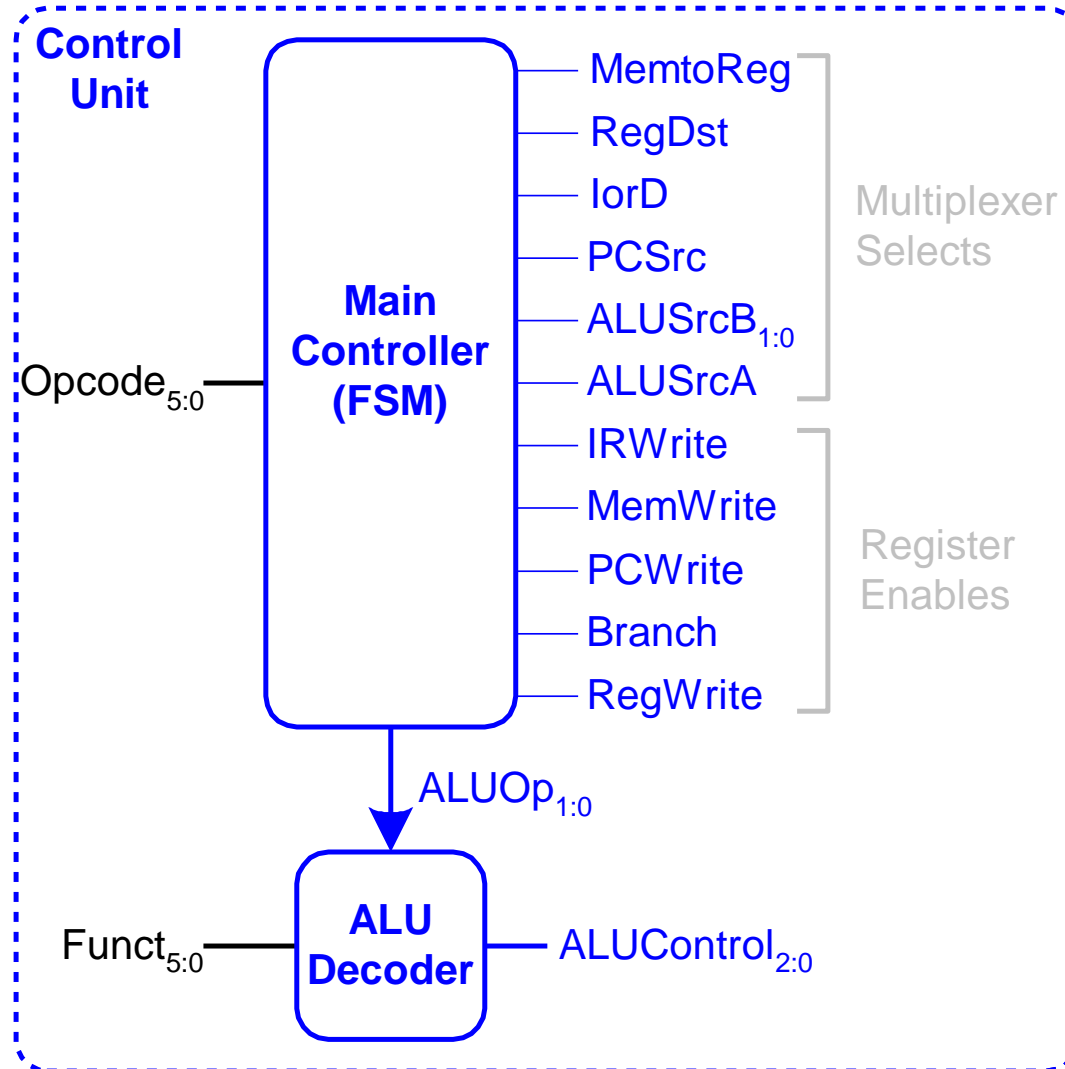 Control
Unit
MemtoReg
RegDst
IorD
PCSrc
ALUSrcB1:0
ALUSrcA
Multiplexer
Selects
Main
Controller
(FSM)
Opcode5:0
IRWrite
MemWrite
PCWrite
Branch
RegWrite
Register
Enables
ALUOp1:0
ALU
Decoder
Funct5:0
ALUControl2:0